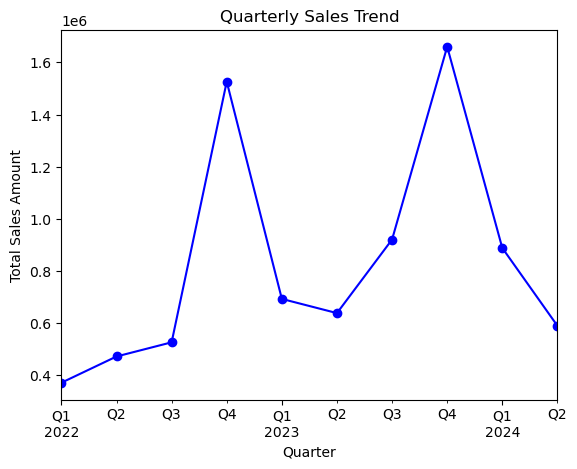 Quarterly Sales Trend
1e6
1.6
1.4
1.2
1.0
0.8
0.6
0.4
Total Sales Amount
Q1 Q2 Q3 Q4 Q1 Q2 Q3 Q4 Q1 Q2
2022 2023 2024
Quarter